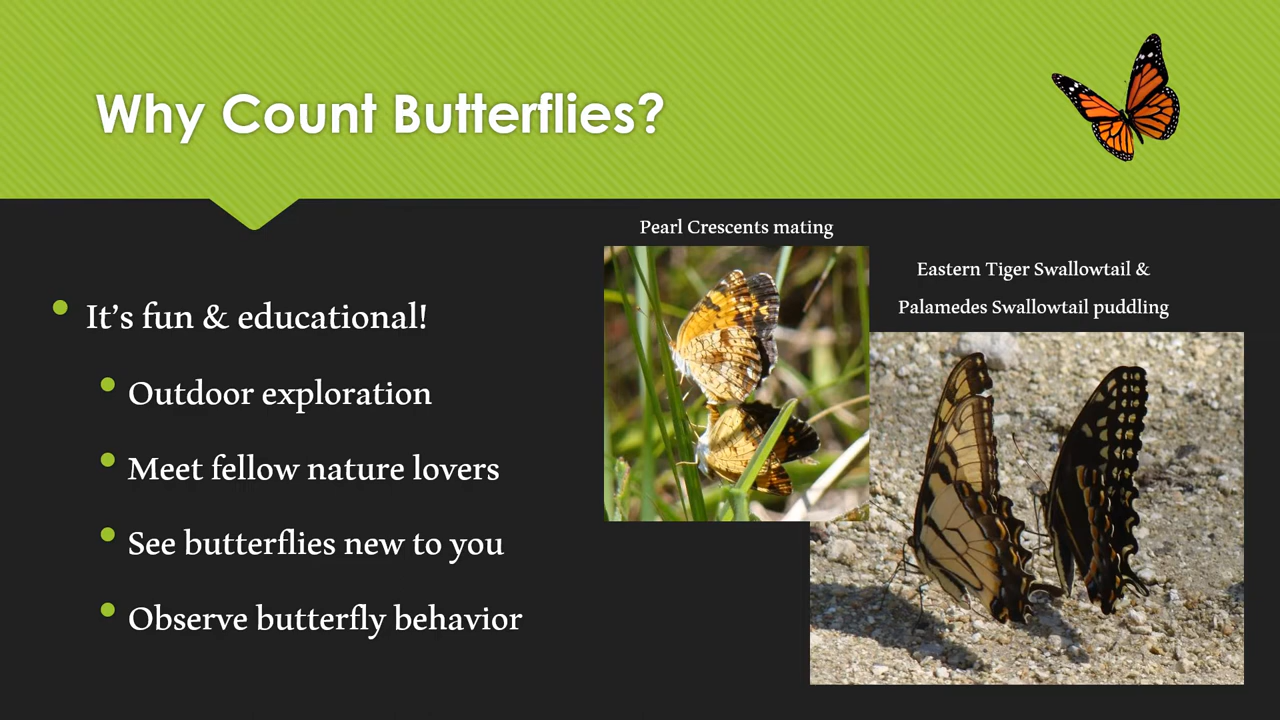 Why Count Butterflies?
Pearl Crescents mating
Eastern Tiger Swallowtail &
Palamedes Swallowtail puddling
It’s fun & educational!
Outdoor exploration
Meet fellow nature lovers
See butterflies new to you
Observe butterfly behavior